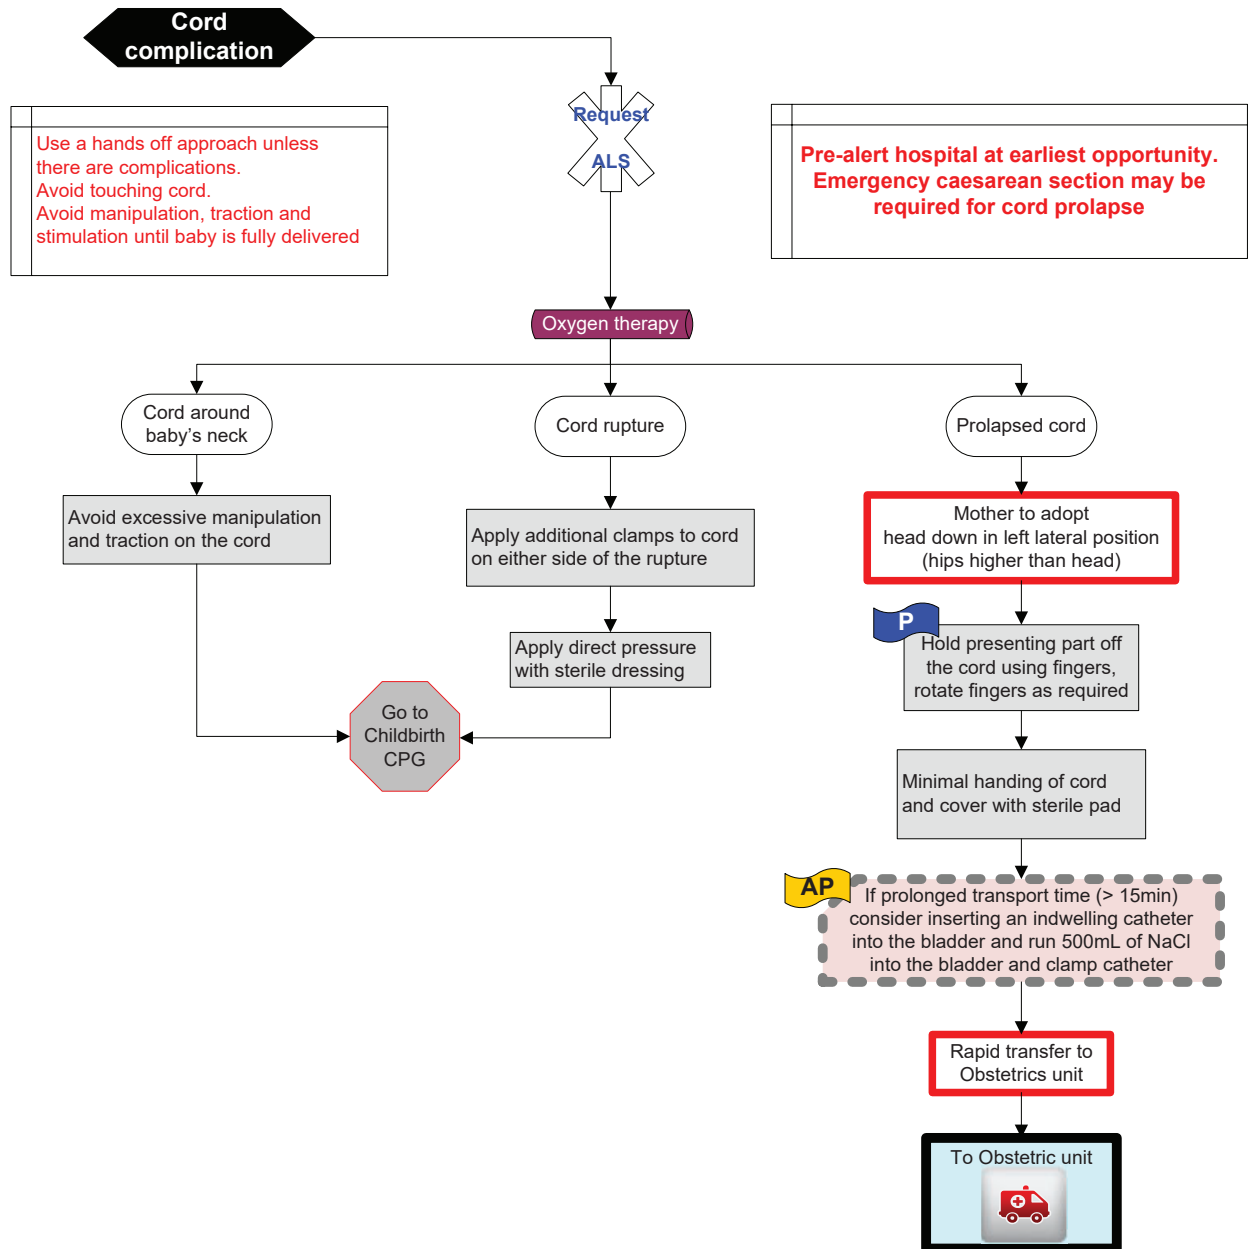 Cord
complication
Request
ALS
Use a hands off approach unless
there are complications.
Avoid touching cord.
Avoid manipulation, traction and
stimulation until baby is fully delivered
Pre-alert hospital at earliest opportunity.
Emergency caesarean section may be
required for cord prolapse
Oxygen therapy
Cord around
baby’s neck
Cord rupture
Prolapsed cord
Avoid excessive manipulation
and traction on the cord
Apply additional clamps to cord
on either side of the rupture
Mother to adopt
head down in left lateral position
(hips higher than head)
P
Hold presenting part off
the cord using fingers,
rotate fingers as required
Apply direct pressure
with sterile dressing
Go to
Childbirth
CPG
Minimal handing of cord
and cover with sterile pad
AP
If prolonged transport time (> 15min)
consider inserting an indwelling catheter
into the bladder and run 500mL of NaCl
into the bladder and clamp catheter
Rapid transfer to
Obstetrics unit
To Obstetric unit